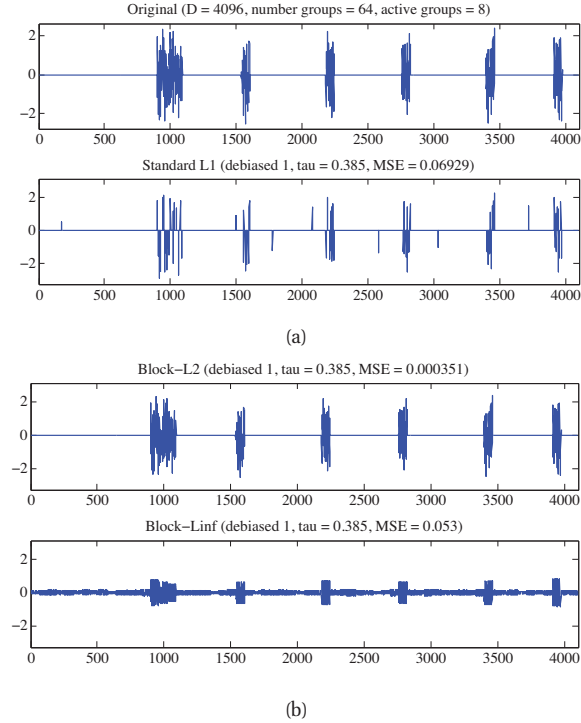 Original (D = 4096, number groups = 64, active groups = 8)
2
0
−2
0 500 1000 1500 2000 2500 3000 3500 4000
Standard L1 (debiased 1, tau = 0.385, MSE = 0.06929)
2
0
−2
0 500 1000 1500 2000 2500 3000 3500 4000
(a)
Block−L2 (debiased 1, tau = 0.385, MSE = 0.000351)
2
0
−2
0 500 1000 1500 2000 2500 3000 3500 4000
Block−Linf (debiased 1, tau = 0.385, MSE = 0.053)
2
0
−2
0 500 1000 1500 2000 2500 3000 3500 4000
(b)